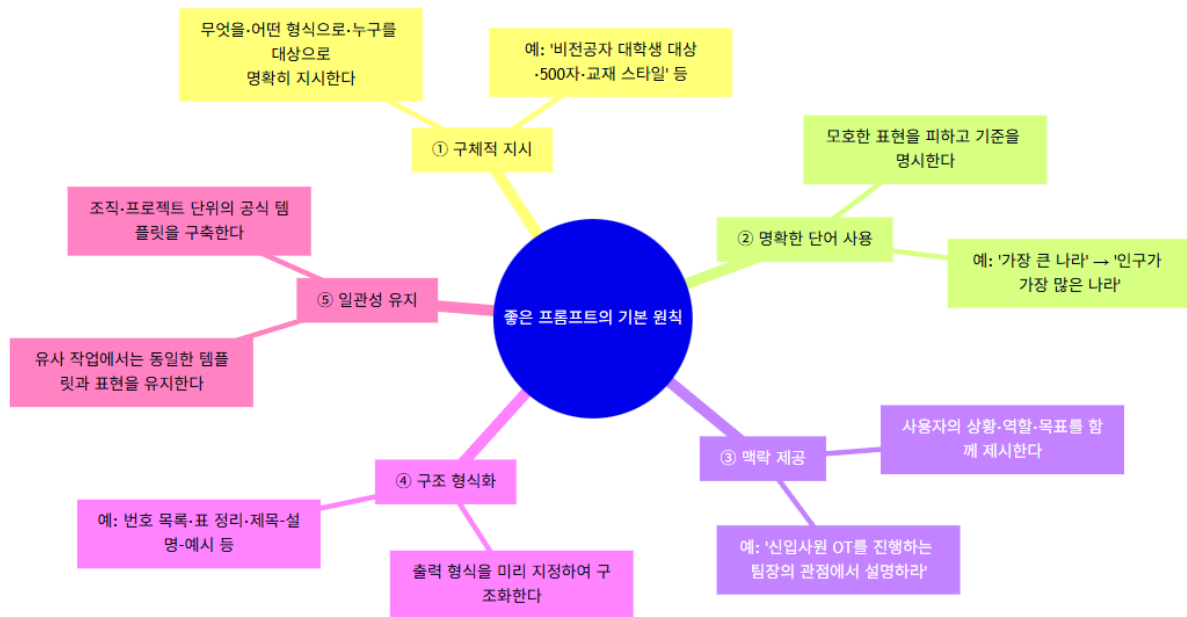 좋은 프롬프트의 기본 원칙
① 구체적 지시
무엇을·어떤 형식으로·누구를
대상으로
명확히 지시한다
예: '비전공자 대학생 대상
·500자·교재 스타일' 등
② 명확한 단어 사용
모호한 표현을 피하고 기준을
명시한다
예: '가장 큰 나라' → '인구가
가장 많은 나라'
③ 맥락 제공
사용자의 상황·역할·목표를 함
께 제시한다
예: '신입사원 OT를 진행하는
팀장의 관점에서 설명하라'
④ 구조 형식화
출력 형식을 미리 지정하여 구
조화한다
예: 번호 목록·표 정리·제목-설
명-예시 등
⑤ 일관성 유지
유사 작업에서는 동일한 템플
릿과 표현을 유지한다
조직·프로젝트 단위의 공식 템
플릿을 구축한다